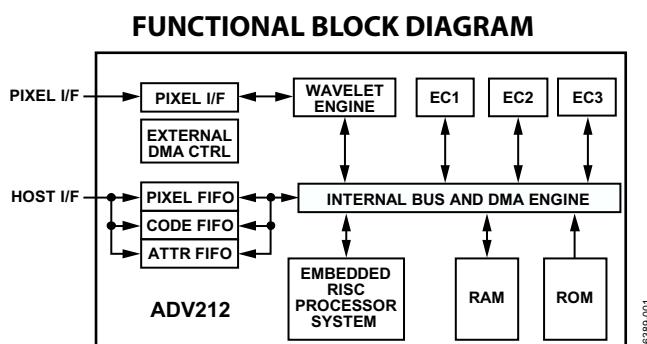 FUNCTIONAL BLOCK DIAGRAM
PIXEL I/F
PIXEL I/F
WAVELET
ENGINE
EC1
EC2
EC3
EXTERNAL
DMA CTRL
HOST I/F
PIXEL FIFO
CODE FIFO
ATTR FIFO
INTERNAL BUS AND DMA ENGINE
ADV212
EMBEDDED
RISC
PROCESSOR
SYSTEM
RAM
ROM